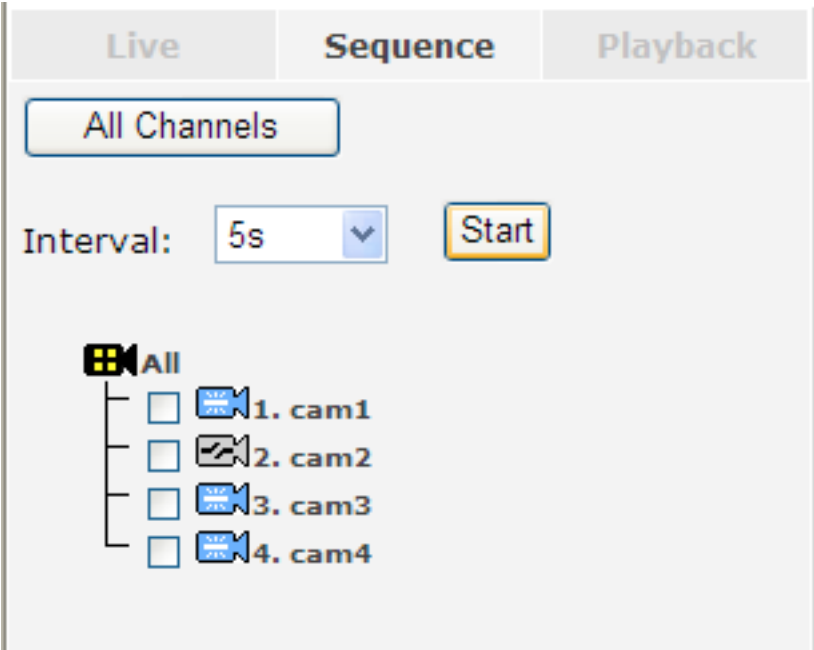 Live Sequence Playback
All Channels
Interval: 5s Start
All
1. cam1
2. cam2
3. cam3
4. cam4